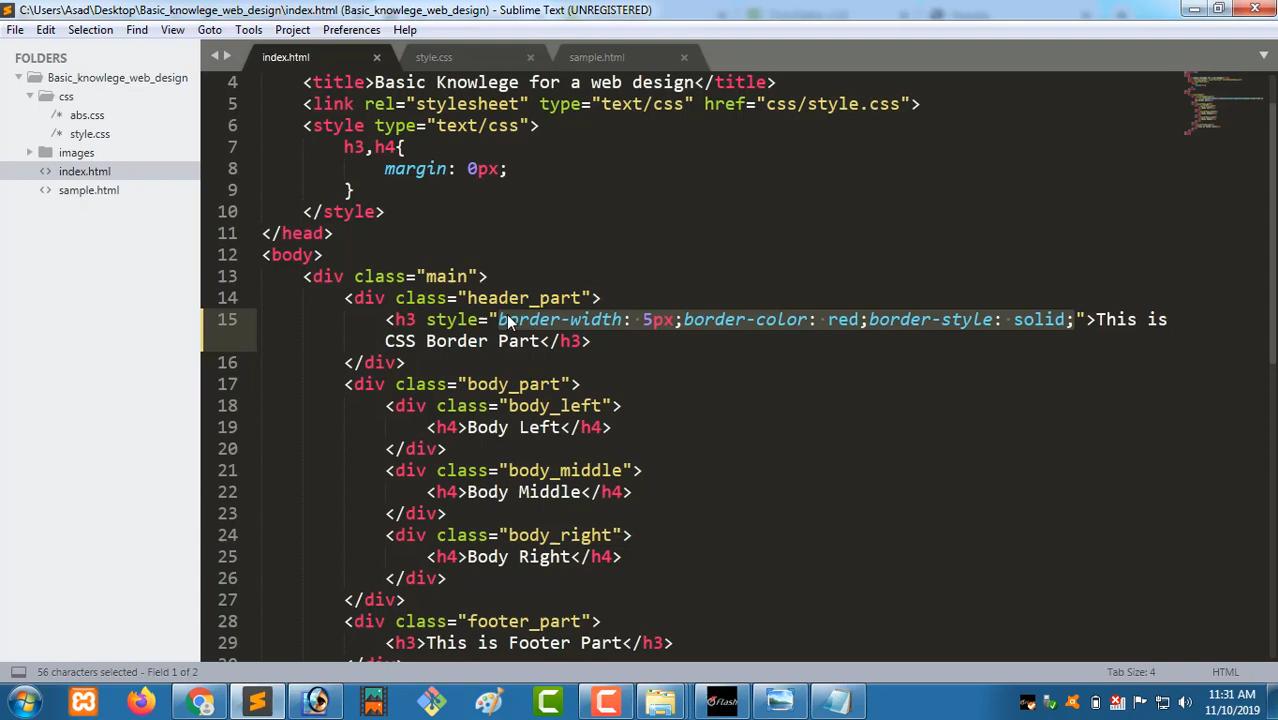 C:\Users\Asad\Desktop\Basic_knowlege_web_design\index.html (Basic_knowlege_web_design) - Sublime Text (UNREGISTERED)
File Edit Selection Find View Goto Tools Project Preferences Help
FOLDERS
Basic_knowlege_web_design
css
abs.css
style.css
images
index.html
sample.html
index.html style.css sample.html
4 <title>Basic Knowlege for a web design</title>
5 <link rel="stylesheet" type="text/css" href="css/style.css">
6 <style type="text/css">
7 h3,h4{
8 margin: 0px;
9 }
10 </style>
11 </head>
12 <body>
13 <div class="main">
14 <div class="header_part">
15 <h3 style="border-width: 5px;border-color: red;border-style: solid;">This is
CSS Border Part</h3>
16 </div>
17 <div class="body_part">
18 <div class="body_left">
19 <h4>Body Left</h4>
20 </div>
21 <div class="body_middle">
22 <h4>Body Middle</h4>
23 </div>
24 <div class="body_right">
25 <h4>Body Right</h4>
26 </div>
27 </div>
28 <div class="footer_part">
29 <h3>This is Footer Part</h3>
56 characters selected - Field 1 of 2 Tab Size: 4 HTML
11:31 AM
11/10/2019